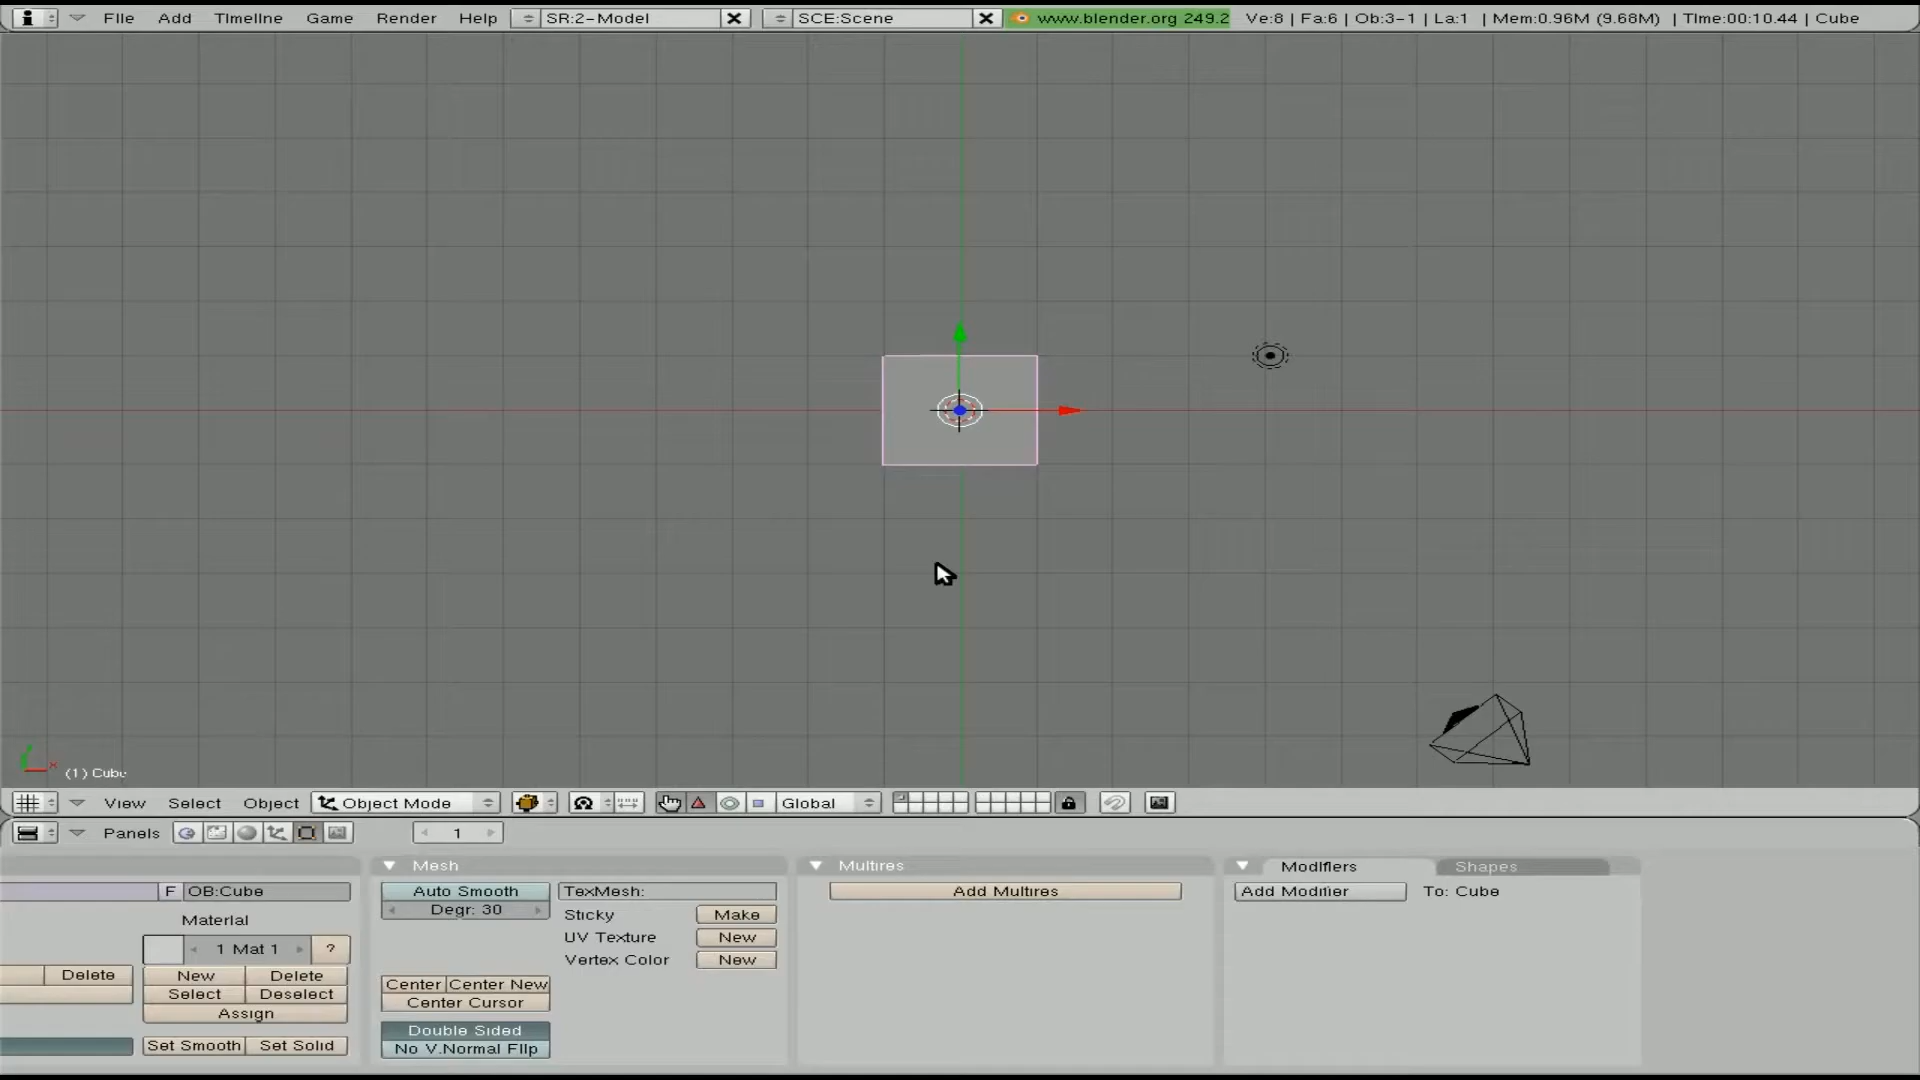 File Add Timeline Game Render Help SR:2-Model SCE:Scene www.blender.org 249.2 Ve:8 | Fa:6 | Ob:3-1 | La:1 | Mem:0.96M (9.68M) | Time:00:10.44 | Cube
x
(1) Cube
View Select Object Object Mode Global
Panels 1
Mesh Multires Modifiers Shapes
F OB:Cube Auto Smooth TexMesh: Add Multires Add Modifier To: Cube
Degr: 30
Material Sticky Make
1 Mat 1 ? UV Texture New
Vertex Color New
Delete New Delete
Center Center New
Select Deselect
Center Cursor
Assign
Double Sided
Set Smooth Set Solid
No V.Normal Flip